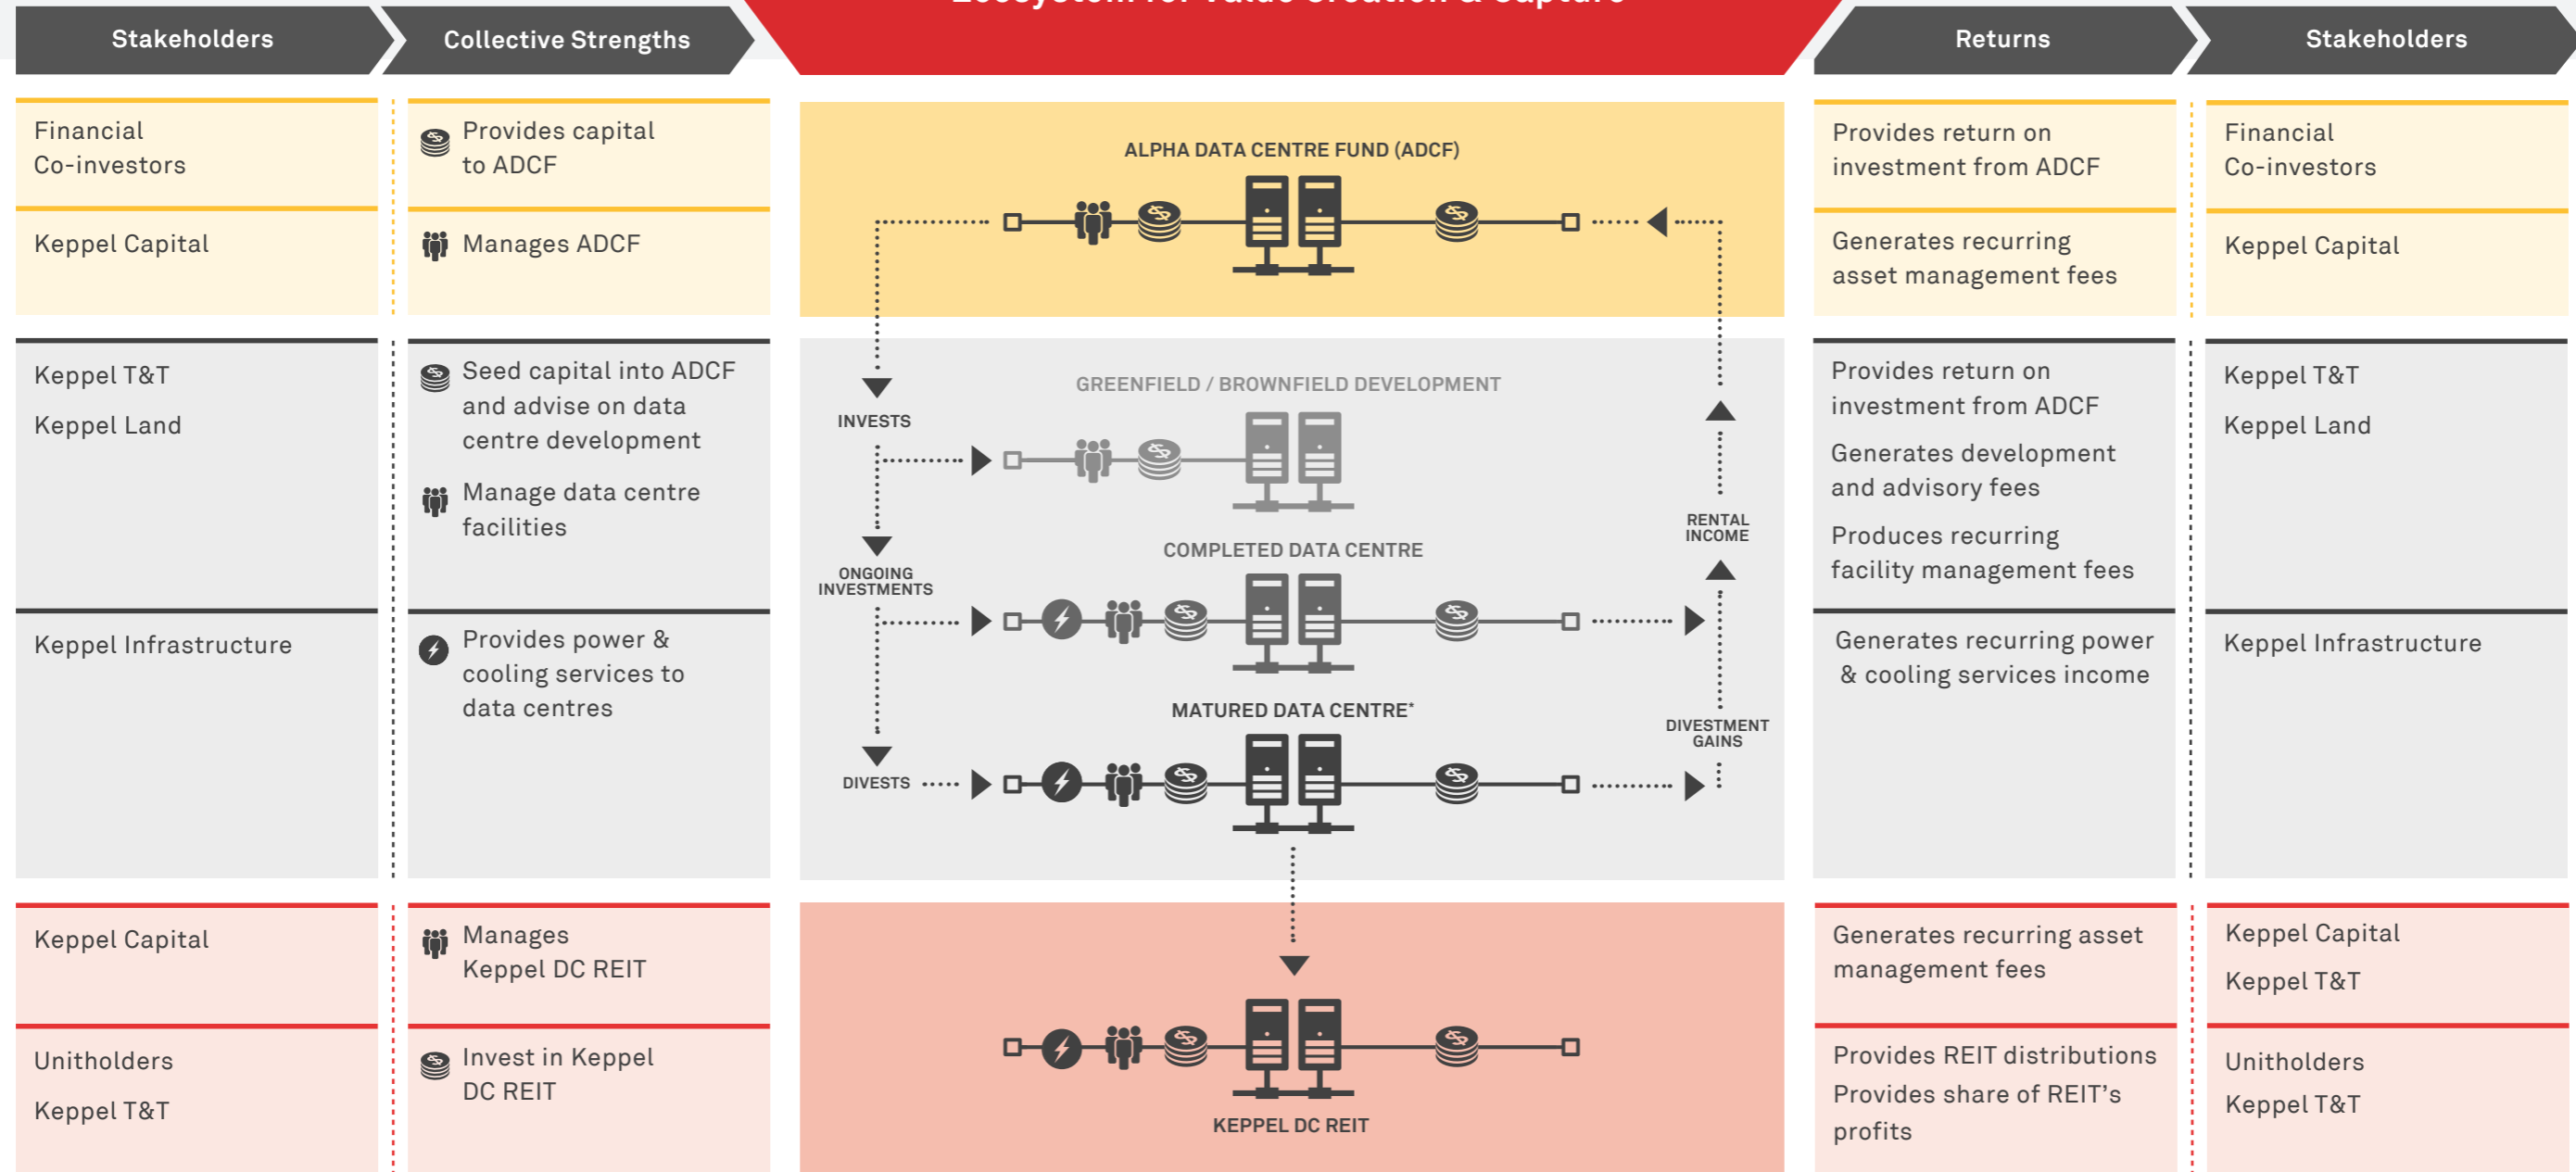 Ecosystem for Value Creation & Capture
Stakeholders
Collective Strengths
Returns
Stakeholders
Financial
Co-investors
Provides capital
to ADCF
Keppel Capital
Manages ADCF
ALPHA DATA CENTRE FUND (ADCF)
Provides return on
investment from ADCF
Financial
Co-investors
Generates recurring
asset management fees
Keppel Capital
Keppel T&T
Keppel Land
Seed capital into ADCF
and advise on data
centre development
Manage data centre
facilities
Keppel Infrastructure
Provides power &
cooling services to
data centres
GREENFIELD / BROWNFIELD DEVELOPMENT
INVESTS
COMPLETED DATA CENTRE
ONGOING
INVESTMENTS
RENTAL
INCOME
MATURED DATA CENTRE*
DIVESTMENT
GAINS
DIVESTS
Provides return on
investment from ADCF
Generates development
and advisory fees
Produces recurring
facility management fees
Keppel T&T
Keppel Land
Generates recurring power
& cooling services income
Keppel Infrastructure
Keppel Capital
Manages
Keppel DC REIT
Unitholders
Keppel T&T
Invest in Keppel
DC REIT
KEPPEL DC REIT
Generates recurring asset
management fees
Keppel Capital
Keppel T&T
Provides REIT distributions
Provides share of REIT's
profits
Unitholders
Keppel T&T